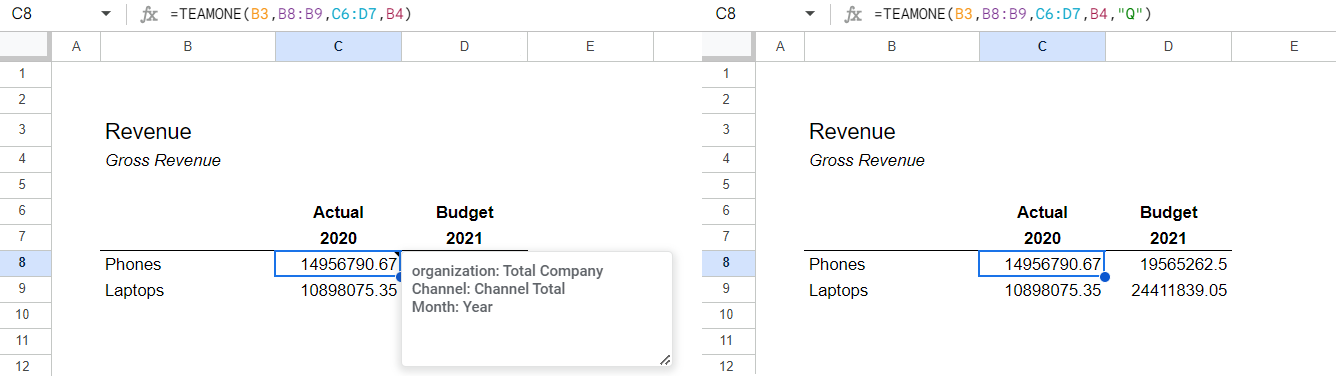 C8 fx =TEAMONE(B3,B8:B9,C6:D7,B4)
A B C D E
1
2
3 Revenue
4 Gross Revenue
5
6 Actual Budget
7 2020 2021
8 Phones 14956790.67
9 Laptops 10898075.35
10
11
12
organization: Total Company
Channel: Channel Total
Month: Year
C8 fx =TEAMONE(B3,B8:B9,C6:D7,B4,"Q")
A B C D E
1
2
3 Revenue
4 Gross Revenue
5
6 Actual Budget
7 2020 2021
8 Phones 14956790.67 19565262.5
9 Laptops 10898075.35 24411839.05
10
11
12